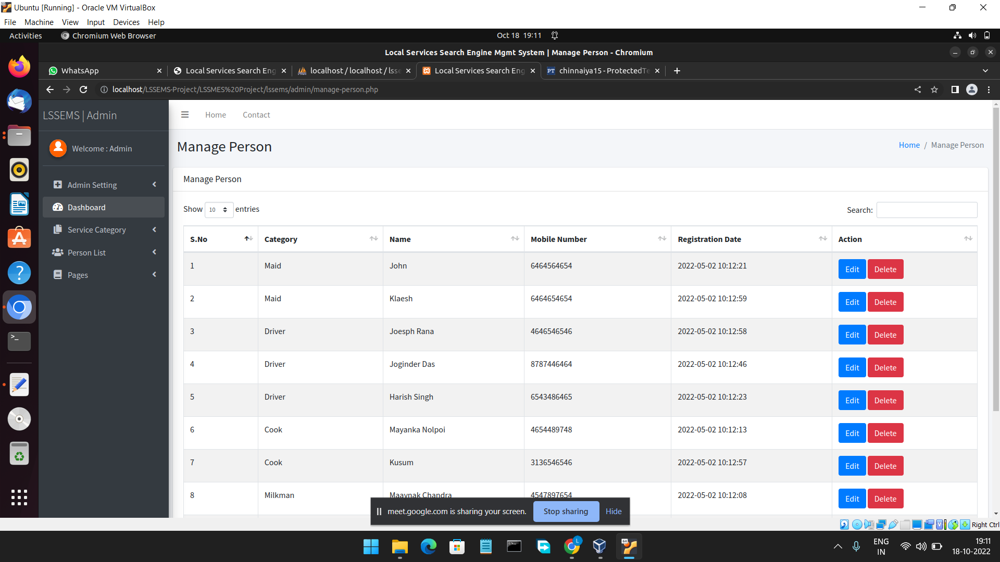 Ubuntu [Running] - Oracle VM VirtualBox
File Machine View Input Devices Help
Activities Chromium Web Browser Oct 18 19:11
Local Services Search Engine Mgmt System | Manage Person - Chromium
WhatsApp Local Services Search Eng localhost / localhost / lsse Local Services Search Eng PT chinnaiya15 - ProtectedTe
localhost/LSSEMS-Project/LSSMES%20Project/lssems/admin/manage-person.php
LSSEMS | Admin
Welcome : Admin
Admin Setting
Dashboard
Service Category
Person List
Pages
Home Contact
Manage Person
Home / Manage Person
Manage Person
Show 10 entries Search:
S.No Category Name Mobile Number Registration Date Action
1 Maid John 6464564654 2022-05-02 10:12:21 Edit Delete
2 Maid Klaesh 6464654654 2022-05-02 10:12:59 Edit Delete
3 Driver Joesph Rana 4646546546 2022-05-02 10:12:58 Edit Delete
4 Driver Joginder Das 8787446464 2022-05-02 10:12:46 Edit Delete
5 Driver Harish Singh 6543486465 2022-05-02 10:12:23 Edit Delete
6 Cook Mayanka Nolpoi 4654489748 2022-05-02 10:12:13 Edit Delete
7 Cook Kusum 3136546546 2022-05-02 10:12:57 Edit Delete
8 Milkman Maaynak Chandra 4547897654 2022-05-02 10:12:08 Edit Delete
meet.google.com is sharing your screen. Stop sharing Hide
Right Ctrl
ENG
IN
19:11
18-10-2022